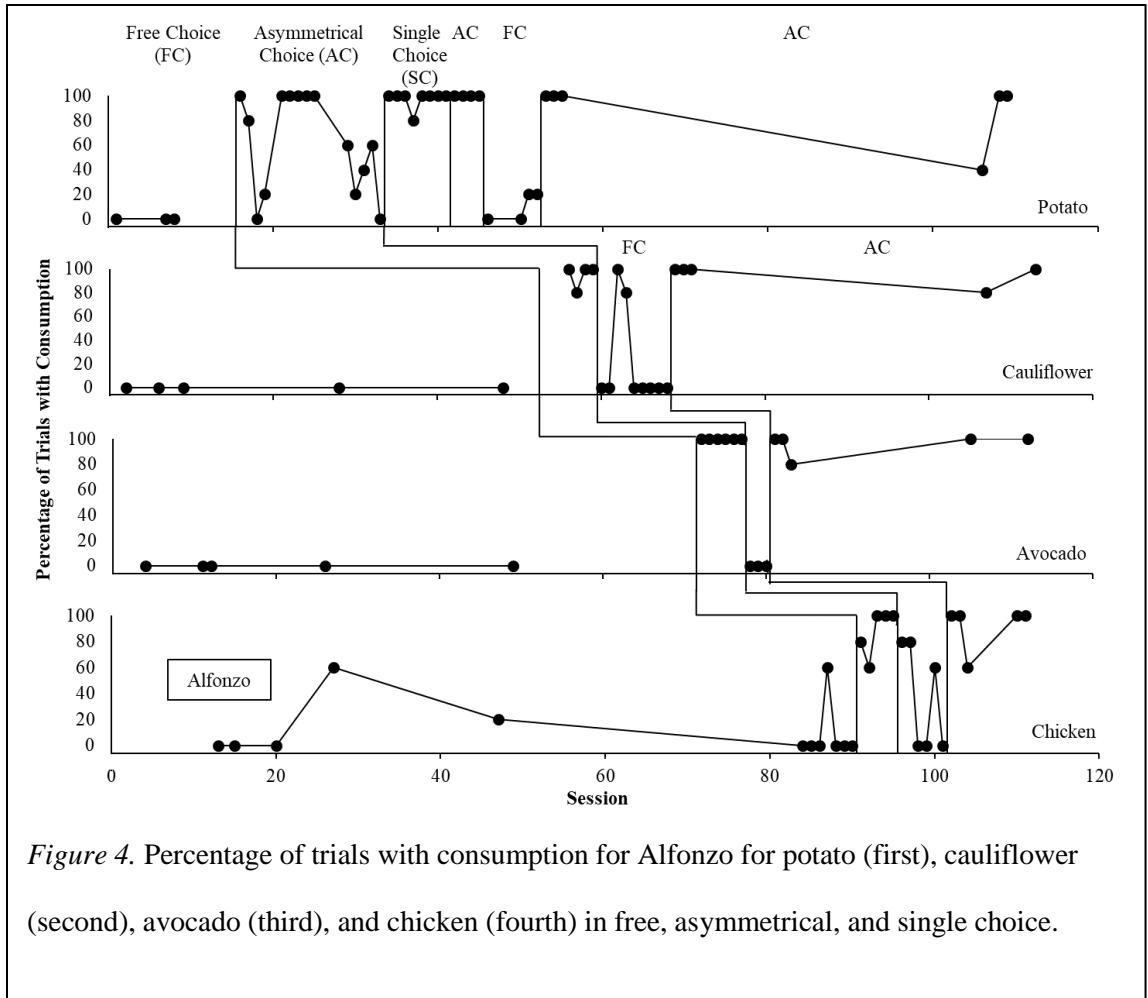 Free Choice (FC)
Asymmetrical Choice (AC)
Single Choice (SC)
AC
FC
AC
100
80
60
40
20
0
Potato
FC
AC
100
80
60
40
20
0
Cauliflower
100
80
60
40
20
0
Avocado
100
80
60
40
20
0
Alfonzo
Chicken
Percentage of Trials with Consumption
0 20 40 60 80 100 120
Session
Figure 4. Percentage of trials with consumption for Alfonzo for potato (first), cauliflower
(second), avocado (third), and chicken (fourth) in free, asymmetrical, and single choice.